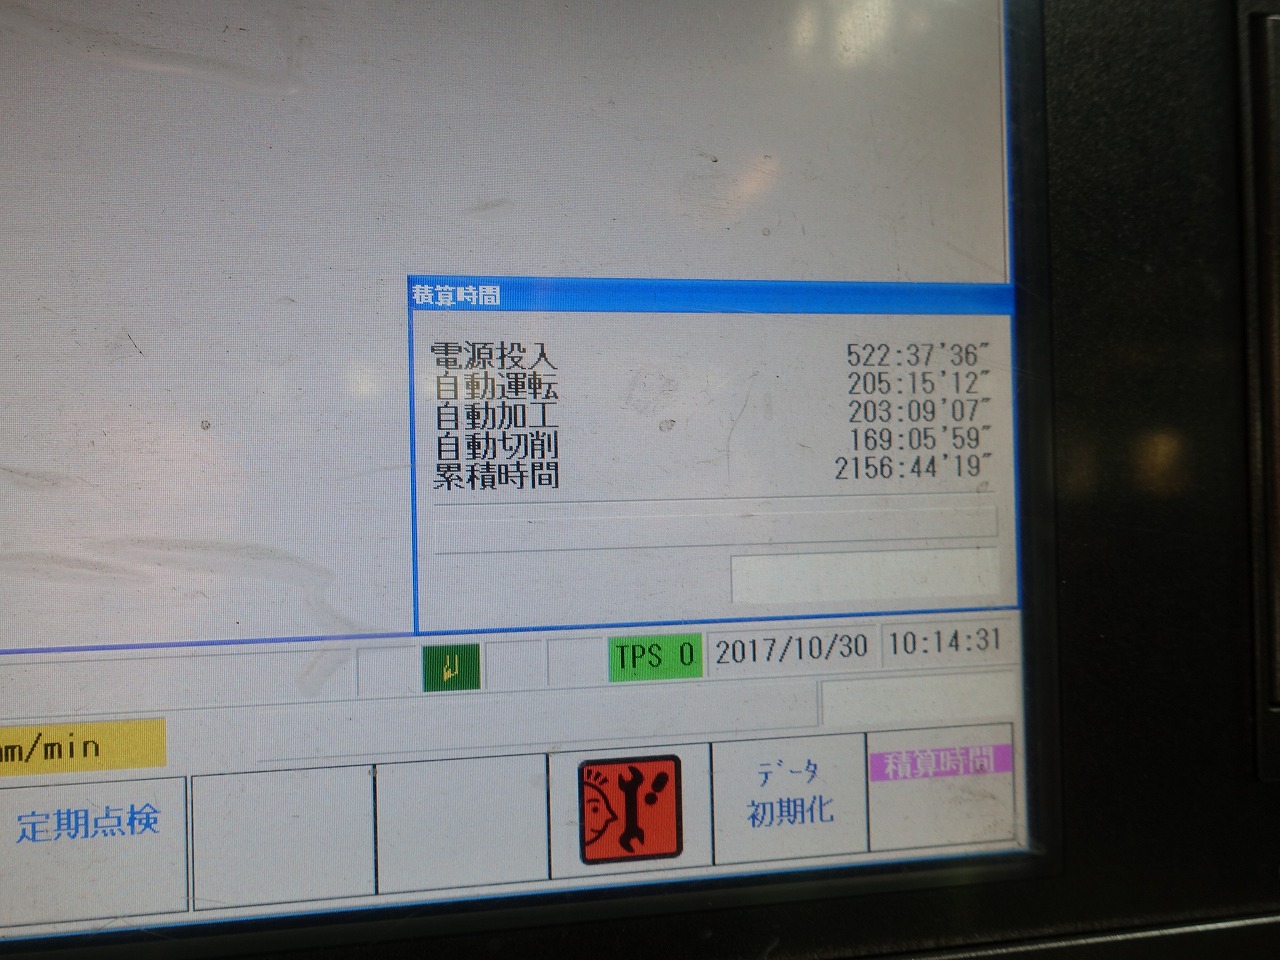 積算時間
電源投入 522:37'36"
自動運転 205:15'12"
自動加工 203:09'07"
自動切削 169:05'59"
累積時間 2156:44'19"
TPS 0 2017/10/30 10:14:31
mm/min
定期点検
データ
初期化
積算時間